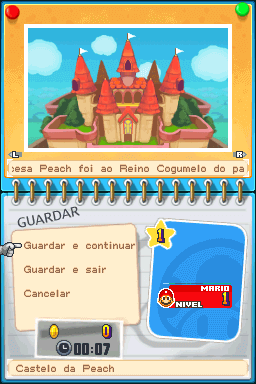 L
R
pesa Peach foi ao Reino Cogumelo do pa
GUARDAR
Guardar e continuar
Guardar e sair
Cancelar
1
MARIO
NIVEL 1
0
00:07
Castelo da Peach